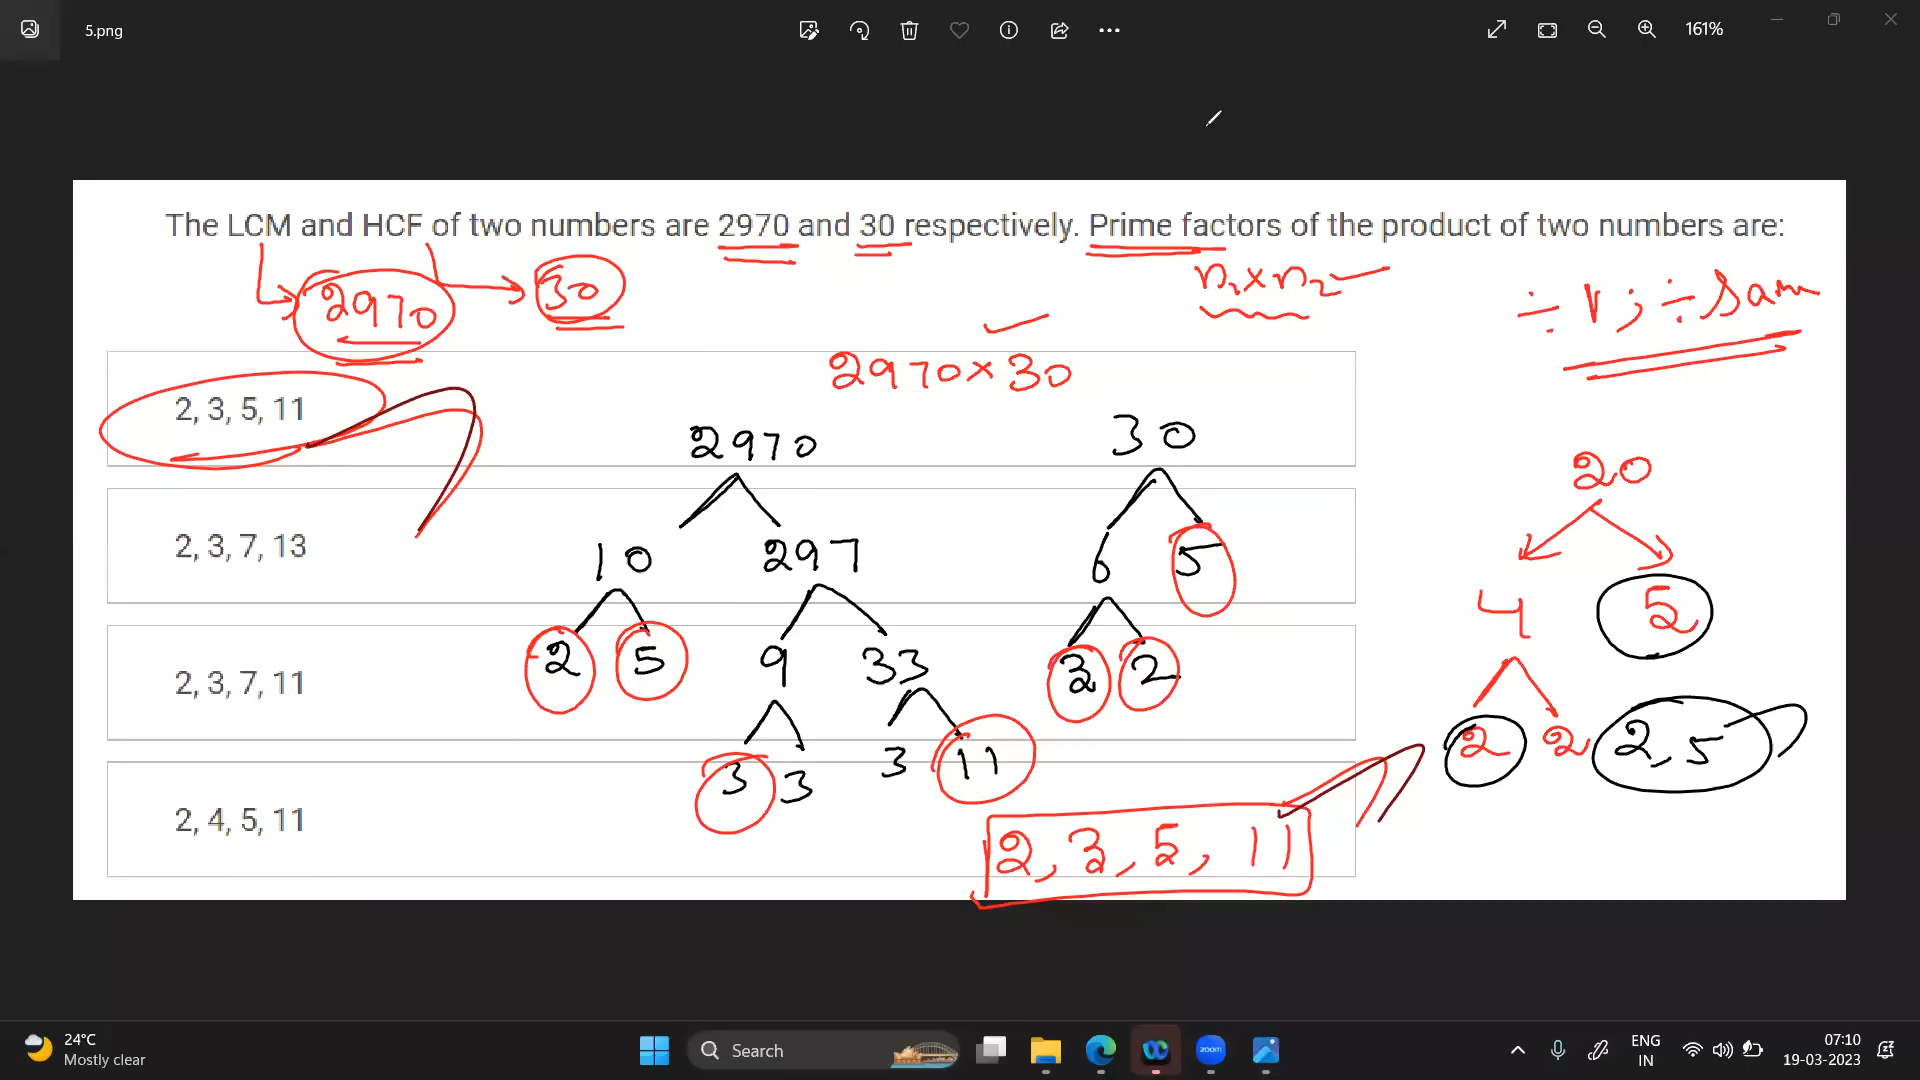 5.png
161%
The LCM and HCF of two numbers are 2970 and 30 respectively. Prime factors of the product of two numbers are:
2970
30
n1×n2
÷ 1 ; ÷ Sam
2970×30
2, 3, 5, 11
2970
30
20
2, 3, 7, 13
10
297
6
5
4
5
2, 3, 7, 11
2
5
9
33
3
2
2
2
2, 5
3
3
3
11
2, 4, 5, 11
2, 3, 5, 11
24°C
Mostly clear
Search
zoom
ENG
IN
07:10
19-03-2023